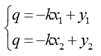 q = -kx₁ + y₁
q = -kx₂ + y₂